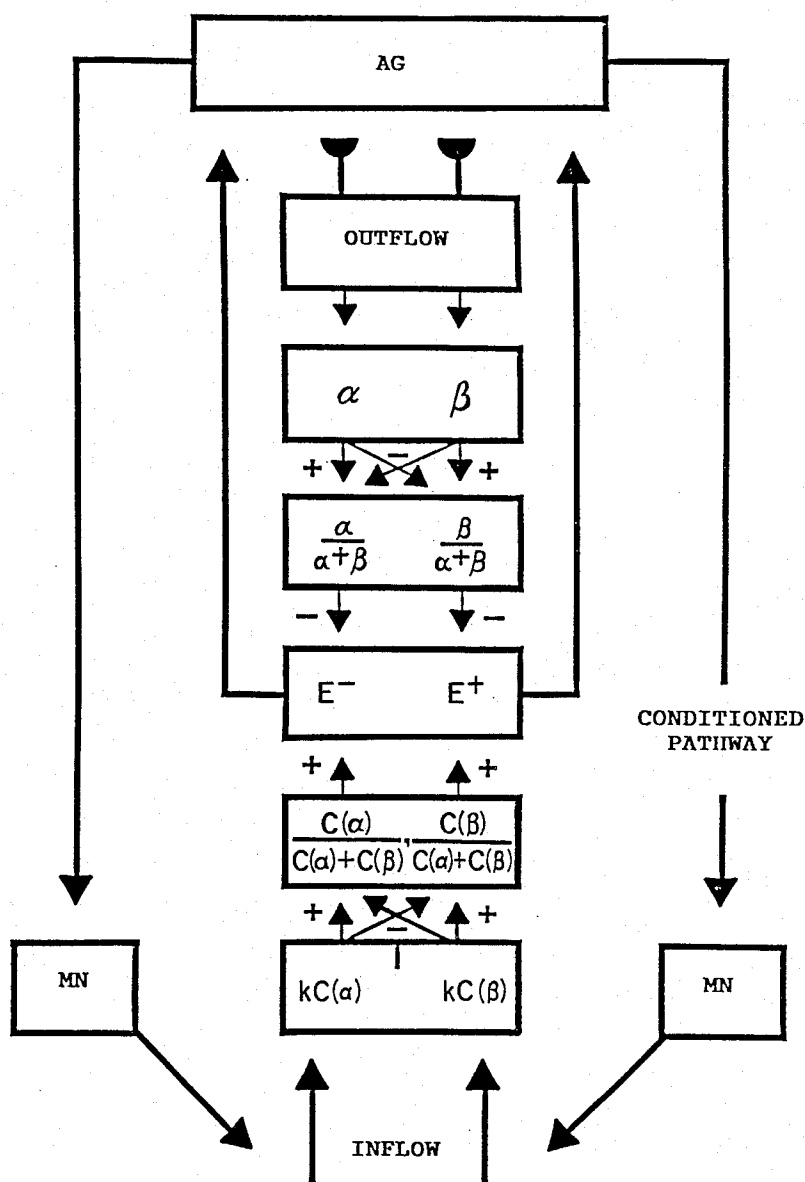 AG
OUTFLOW
α β
+ − +
α/α+β β/α+β
− −
E⁻ E⁺
CONDITIONED
PATHWAY
+ +
C(α)/C(α)+C(β) , C(β)/C(α)+C(β)
+ − +
MN kC(α) kC(β) MN
INFLOW